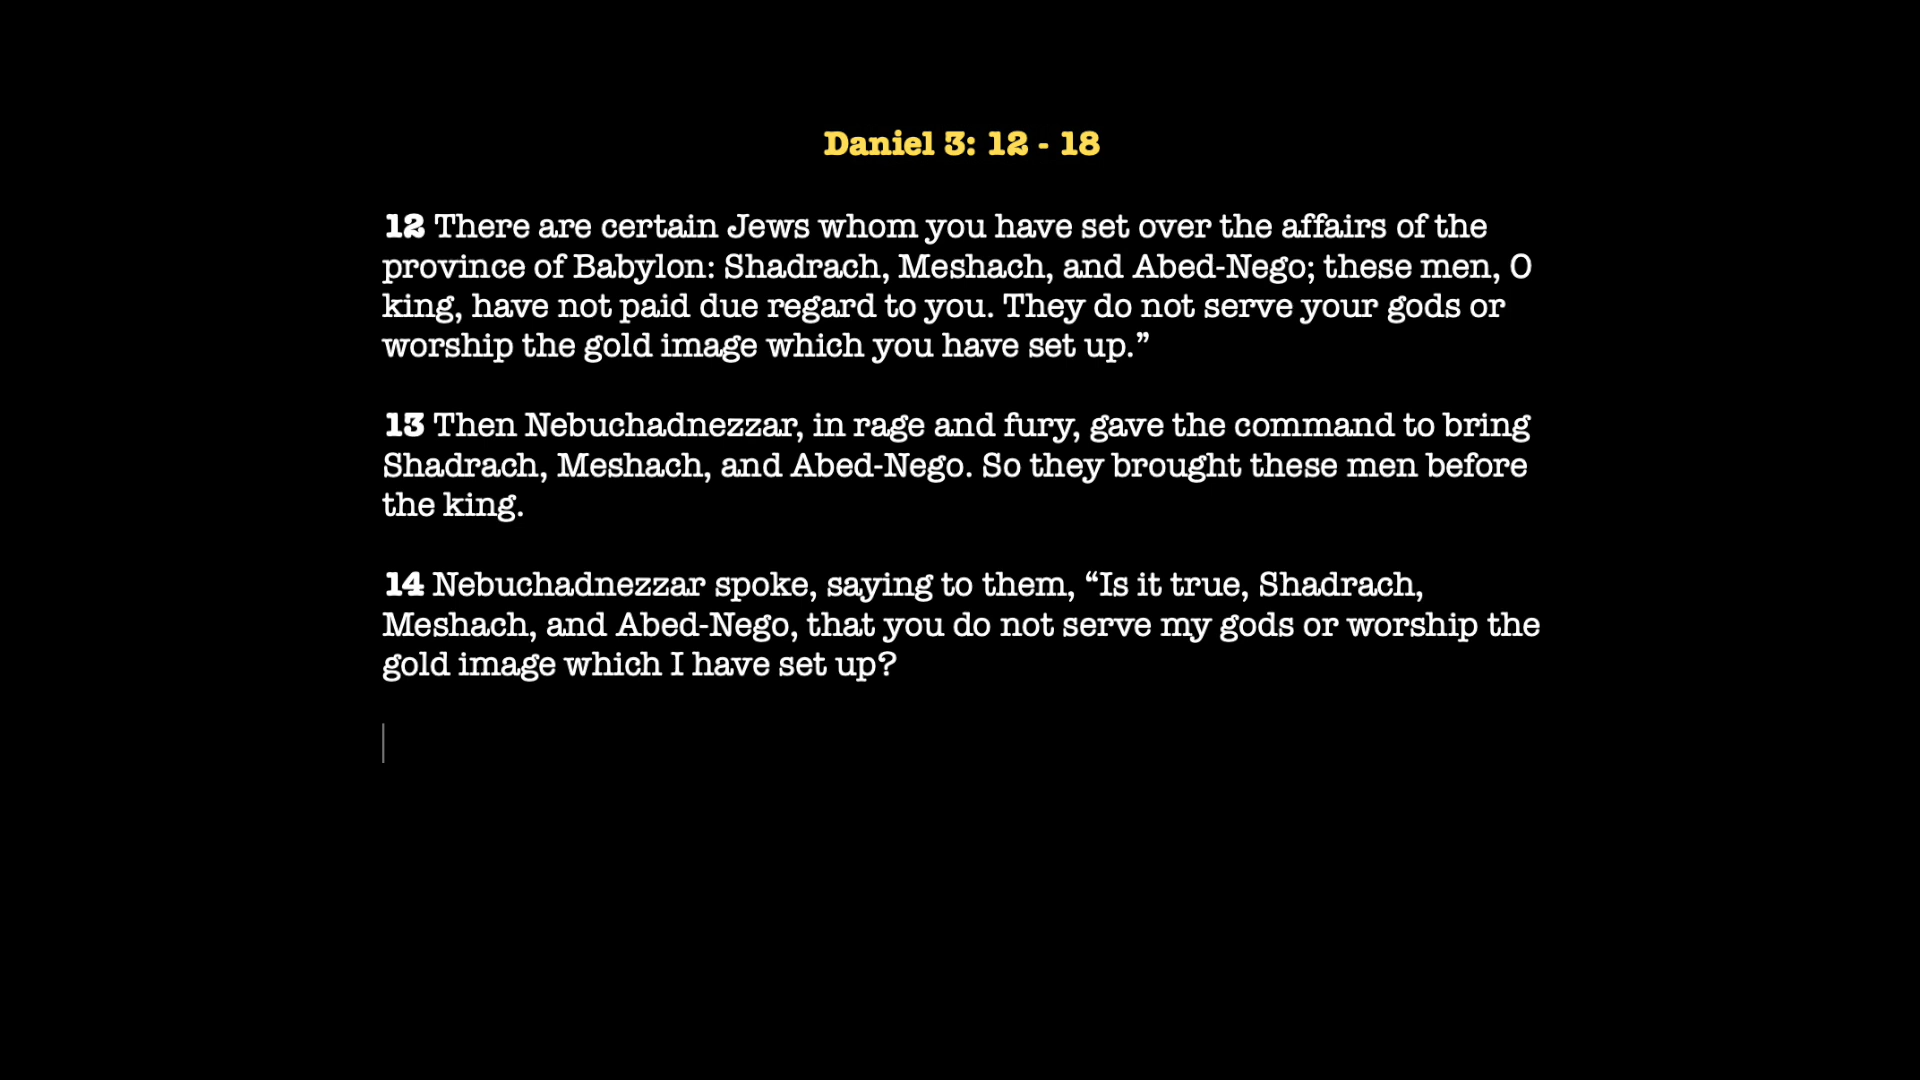 Daniel 3: 12 - 18
12 There are certain Jews whom you have set over the affairs of the
province of Babylon: Shadrach, Meshach, and Abed-Nego; these men, O
king, have not paid due regard to you. They do not serve your gods or
worship the gold image which you have set up.”
13 Then Nebuchadnezzar, in rage and fury, gave the command to bring
Shadrach, Meshach, and Abed-Nego. So they brought these men before
the king.
14 Nebuchadnezzar spoke, saying to them, “Is it true, Shadrach,
Meshach, and Abed-Nego, that you do not serve my gods or worship the
gold image which I have set up?